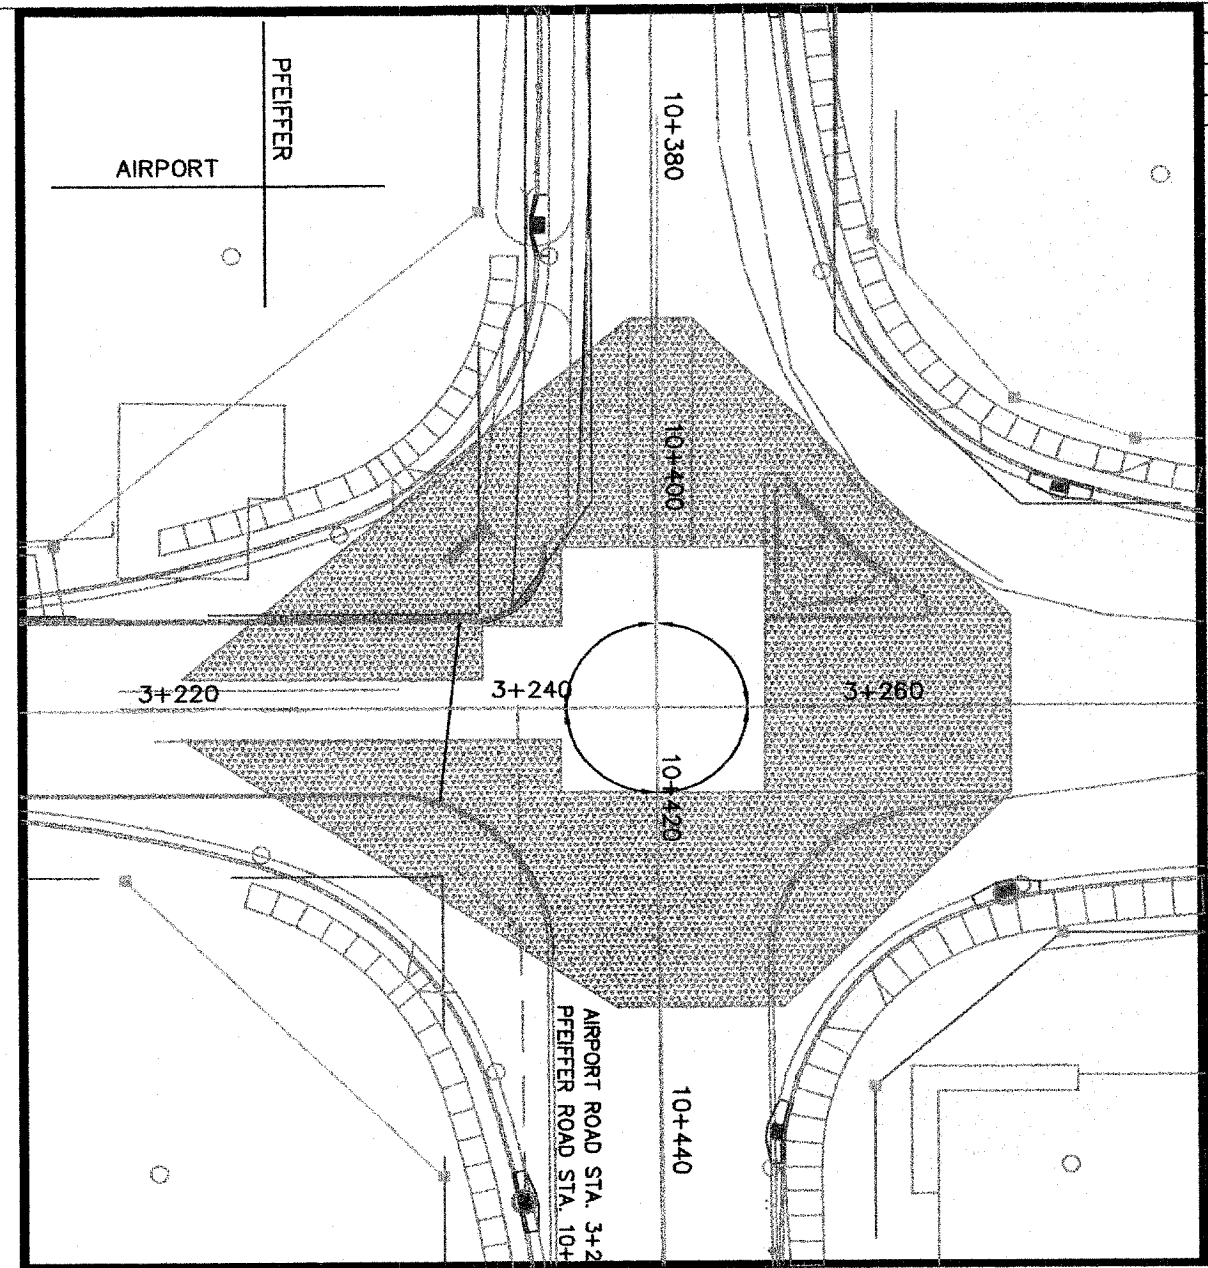 PFEIFFER
AIRPORT
10+380
10+400
3+220
3+240
3+260
10+420
AIRPORT ROAD STA. 3+2
PFEIFFER ROAD STA. 10+
10+440